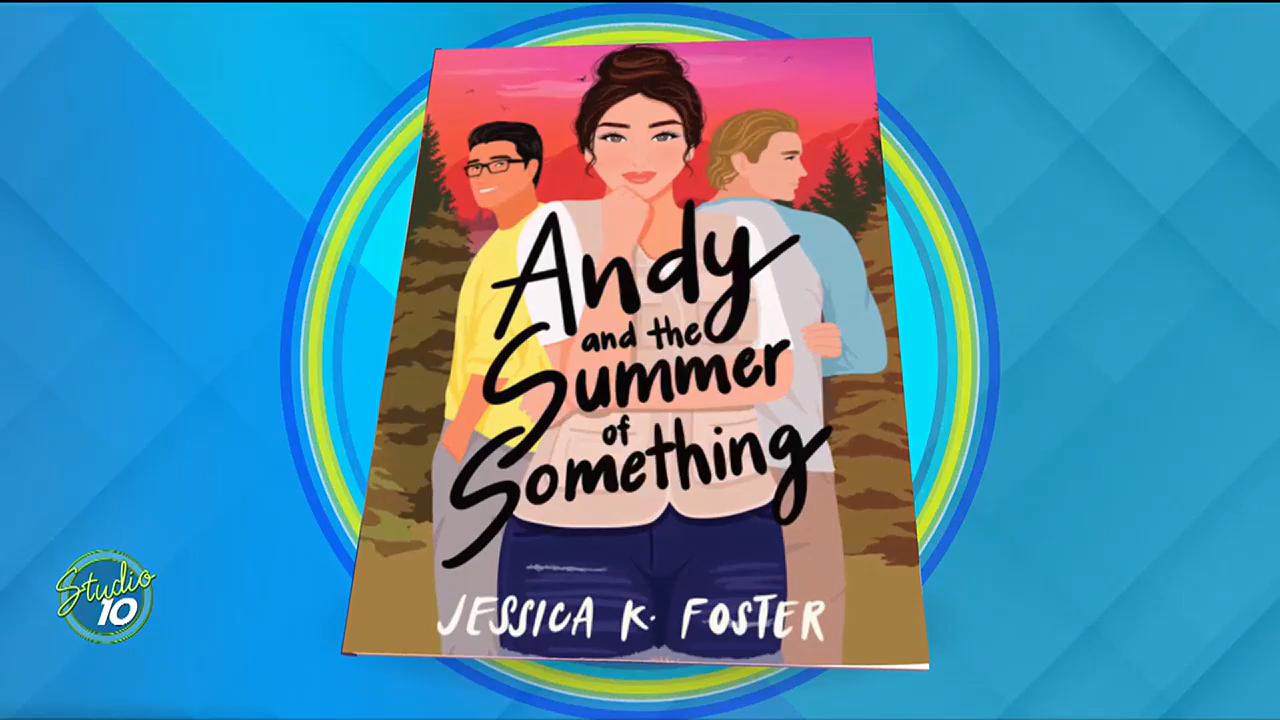 Andy
and the
Summer
of
Something
JESSICA K. FOSTER
Studio
10